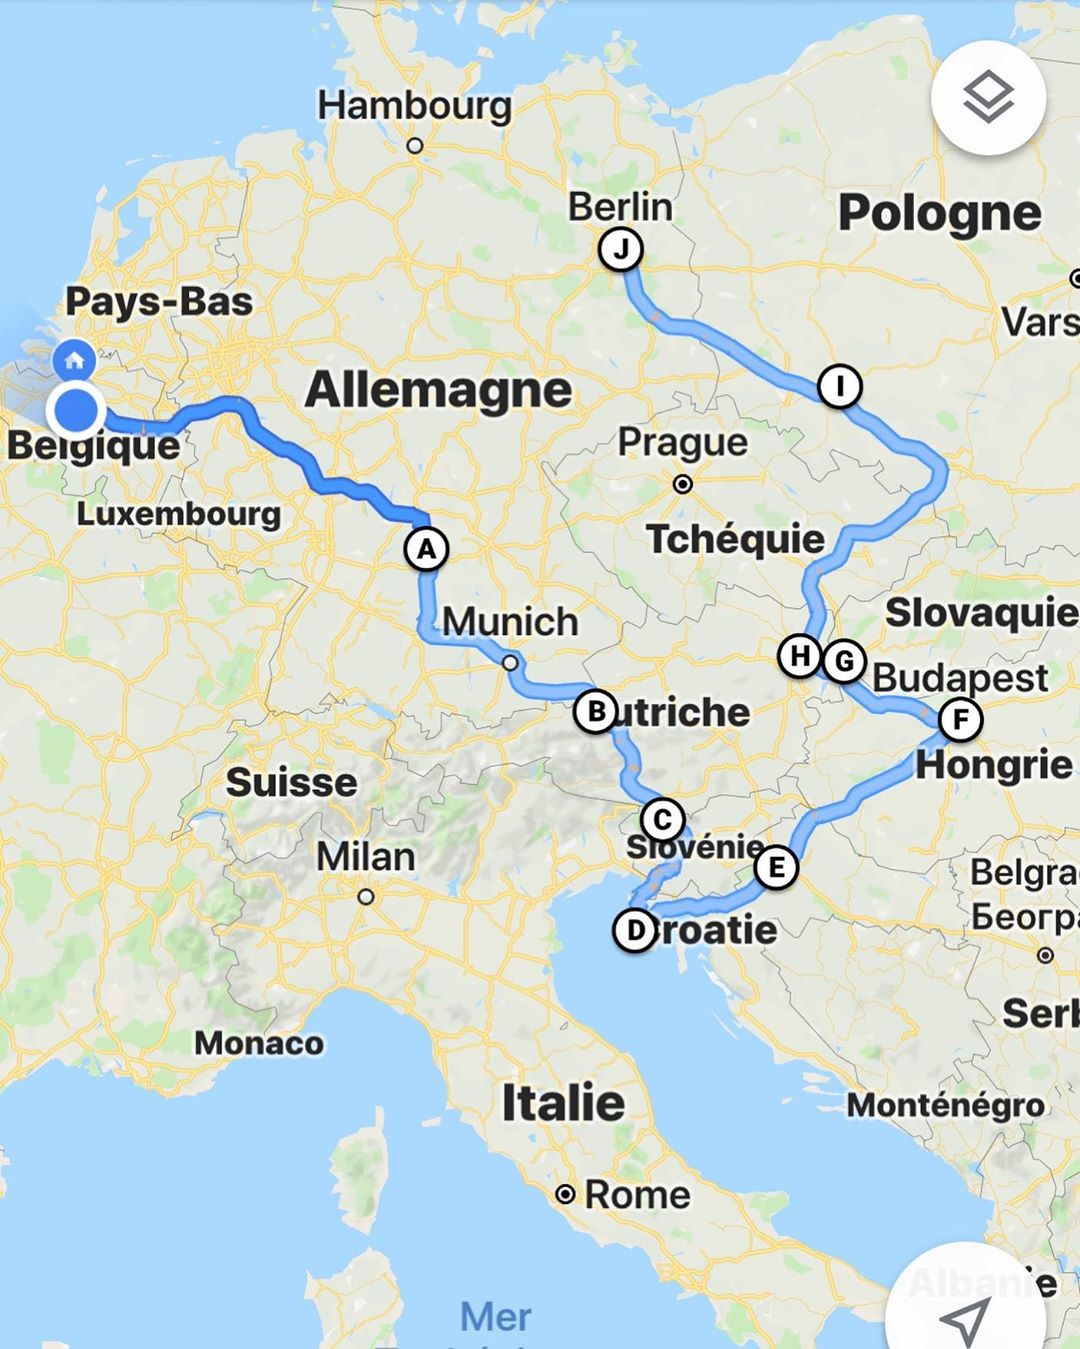 Hambourg
Berlin
J
Pologne
Pays-Bas
Vars
Allemagne
I
Belgique
Prague
Luxembourg
Tchéquie
A
Slovaquie
Munich
H
G
Budapest
B
utriche
F
Hongrie
Suisse
C
Slovénie
Milan
E
Belgra
Београ
D
roatie
Serb
Monaco
Italie
Monténégro
Rome
Albanie
Mer